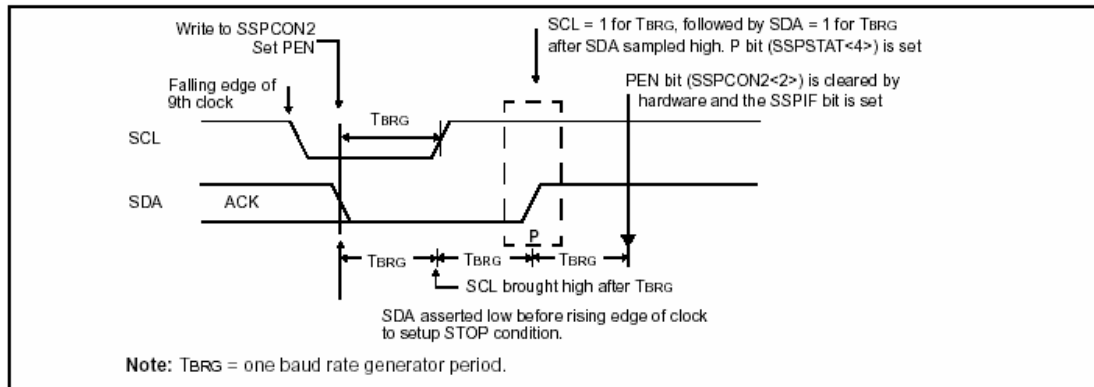 Write to SSPCON2
Set PEN
SCL = 1 for TBRG, followed by SDA = 1 for TBRG
after SDA sampled high. P bit (SSPSTAT<4>) is set
Falling edge of
9th clock
PEN bit (SSPCON2<2>) is cleared by
hardware and the SSPIF bit is set
TBRG
SCL
SDA
ACK
P
TBRG
TBRG
TBRG
SCL brought high after TBRG
SDA asserted low before rising edge of clock
to setup STOP condition.
Note: TBRG = one baud rate generator period.